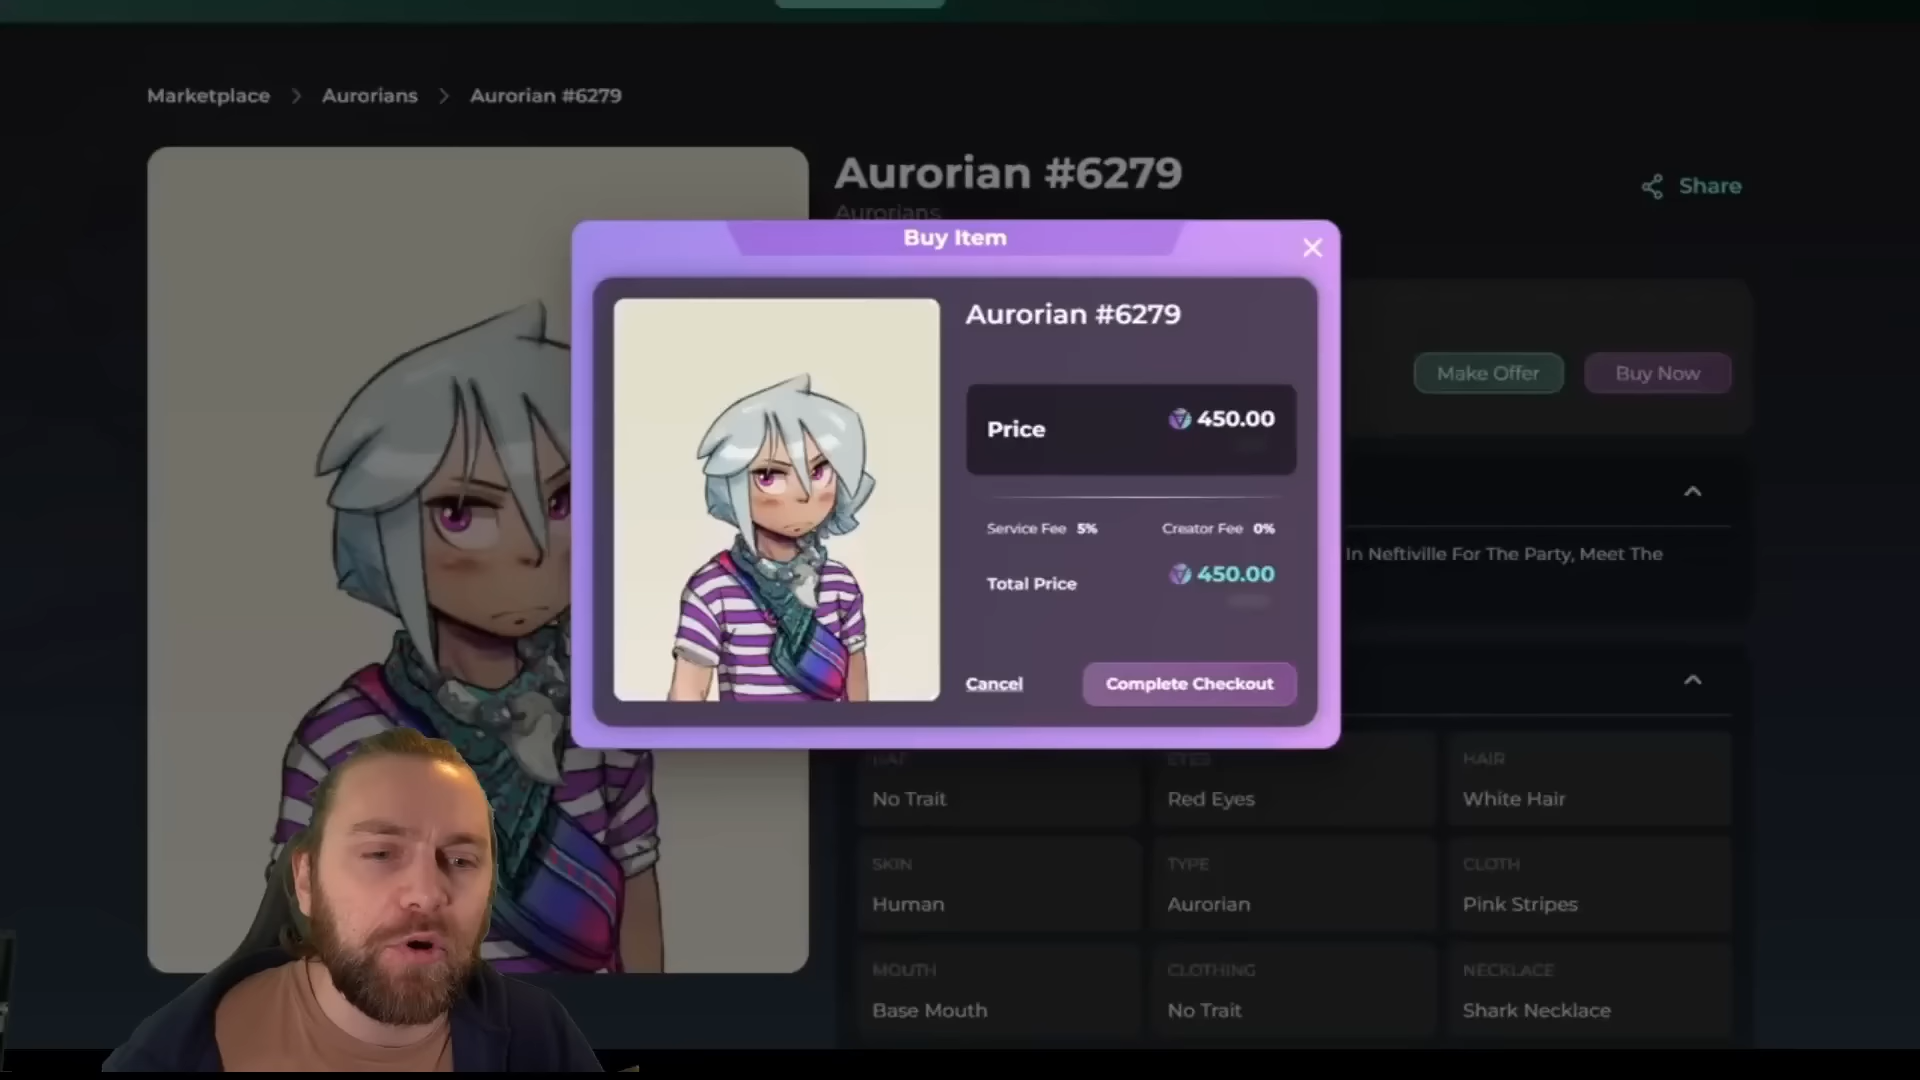 Marketplace > Aurorians > Aurorian #6279
Aurorian #6279
Share
Aurorians
Buy Item
Aurorian #6279
Make Offer
Buy Now
Price
450.00
Service Fee 5%
Creator Fee 0%
In Neftiville For The Party, Meet The
Total Price
450.00
Cancel
Complete Checkout
EYES
HAIR
No Trait
Red Eyes
White Hair
SKIN
TYPE
CLOTH
Human
Aurorian
Pink Stripes
MOUTH
CLOTHING
NECKLACE
Base Mouth
No Trait
Shark Necklace